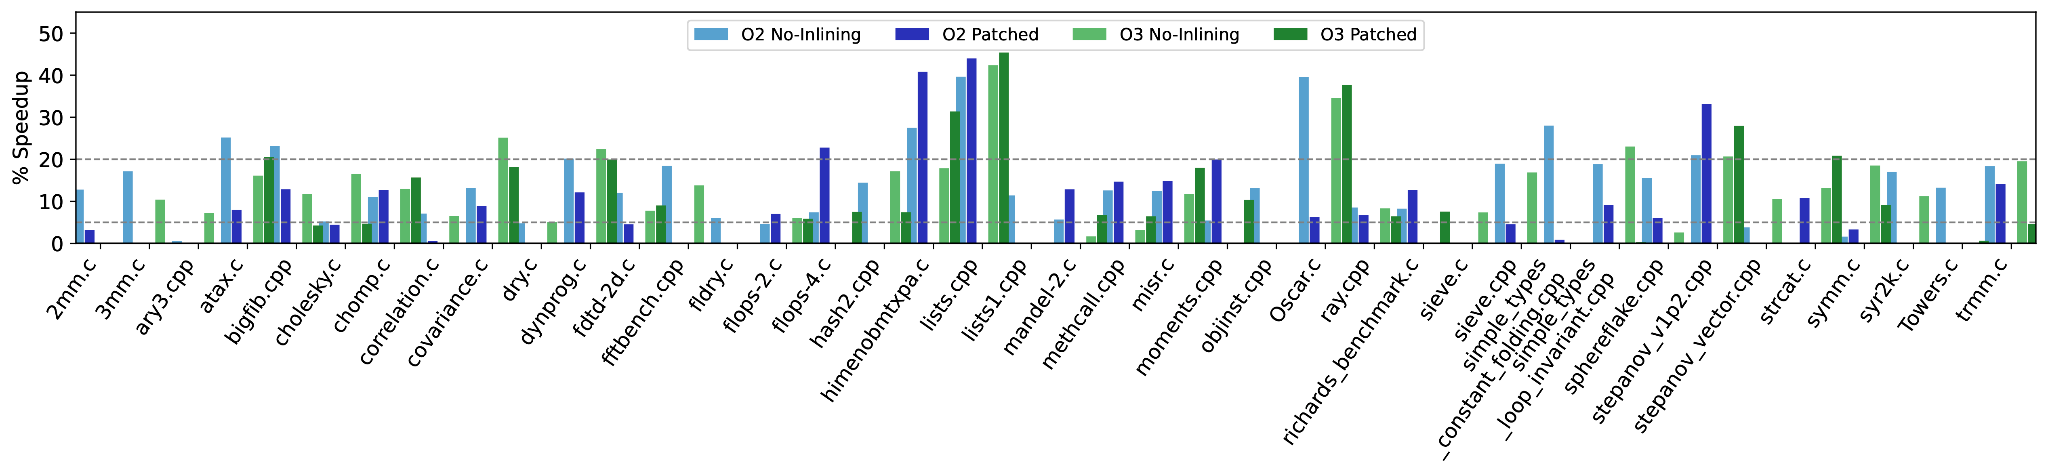 % Speedup
50
40
30
20
10
0
O2 No-Inlining
O2 Patched
O3 No-Inlining
O3 Patched
2mm.c
3mm.c
ary3.cpp
atax.c
bigfib.cpp
cholesky.c
chomp.c
correlation.c
covariance.c
dry.c
dynprog.c
fdtd-2d.c
fftbench.cpp
fldry.c
flops-2.c
flops-4.c
hash2.cpp
himenobmtxpa.c
lists.cpp
lists1.cpp
mandel-2.c
methcall.cpp
misr.c
moments.cpp
objinst.cpp
Oscar.c
ray.cpp
richards_benchmark.c
sieve.c
sieve.cpp
simple_types
_constant_folding.cpp
simple_types
_loop_invariant.cpp
sphereflake.cpp
stepanov_v1p2.cpp
stepanov_vector.cpp
strcat.c
symm.c
syr2k.c
Towers.c
trmm.c